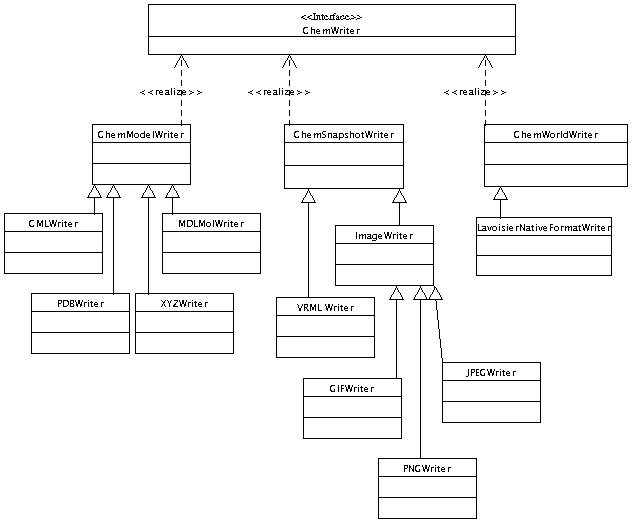 <<Interface>>
ChemWriter
<<realize>>
<<realize>>
<<realize>>
ChemModelWriter
ChemSnapshotWriter
ChemWorldWriter
CMLWriter
MDLMolWriter
ImageWriter
LavoisierNativeFormatWriter
PDBWriter
XYZWriter
VRML Writer
JPEGWriter
GIFWriter
PNGWriter